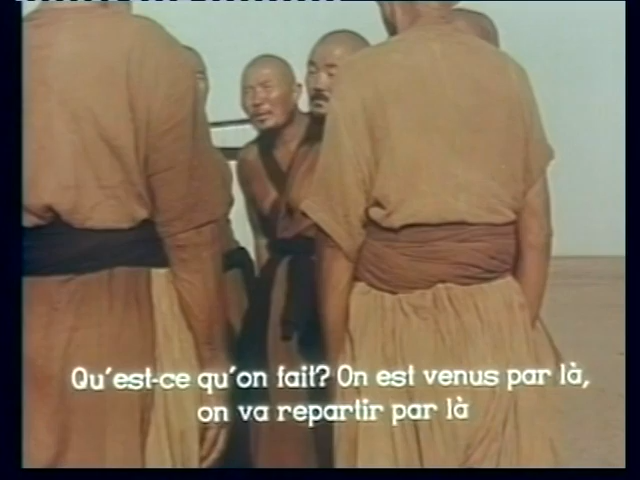 Qu'est-ce qu'on fait? On est venus par là,
on va repartir par là